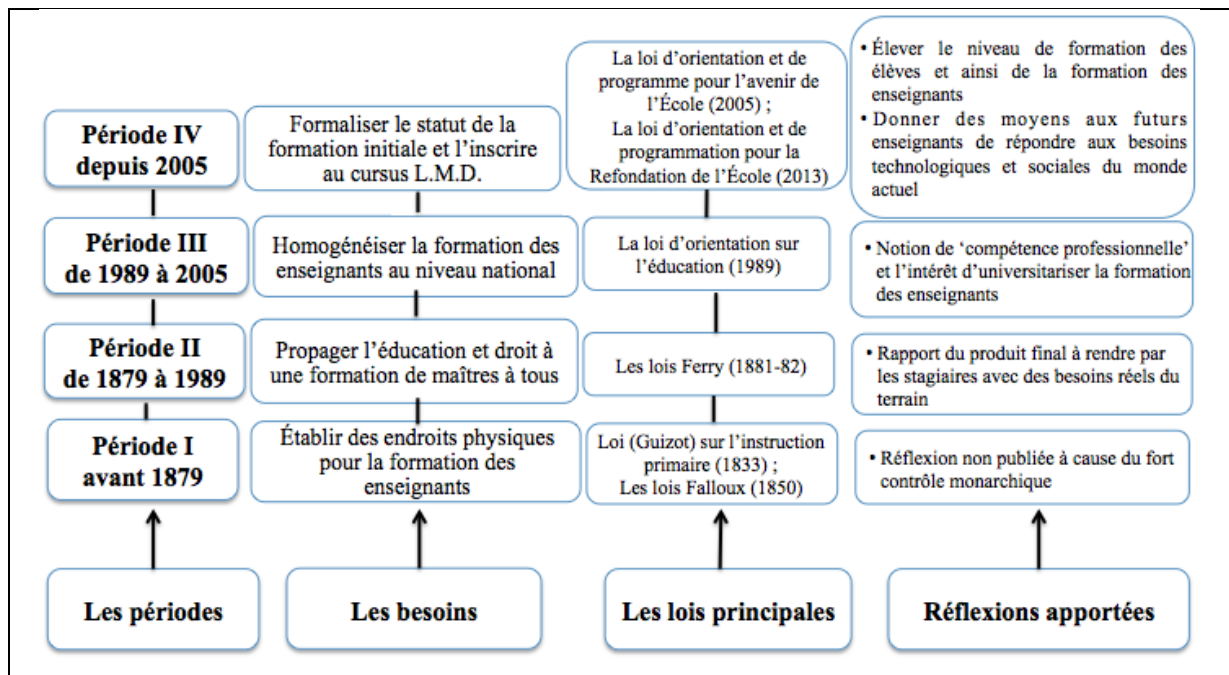 Période IV
depuis 2005
Formaliser le statut de la
formation initiale et l'inscrire
au cursus L.M.D.
La loi d'orientation et de
programme pour l'avenir de
l'École (2005) ;
La loi d'orientation et de
programmation pour la
Refondation de l'École (2013)
• Élever le niveau de formation des
élèves et ainsi de la formation des
enseignants
• Donner des moyens aux futurs
enseignants de répondre aux besoins
technologiques et sociales du monde
actuel
Période III
de 1989 à 2005
Homogénéiser la formation des
enseignants au niveau national
La loi d'orientation sur
l'éducation (1989)
• Notion de 'compétence professionnelle'
et l'intérêt d'universitariser la formation
des enseignants
Période II
de 1879 à 1989
Propager l'éducation et droit à
une formation de maîtres à tous
Les lois Ferry (1881-82)
• Rapport du produit final à rendre par
les stagiaires avec des besoins réels du
terrain
Période I
avant 1879
Établir des endroits physiques
pour la formation des
enseignants
Loi (Guizot) sur l'instruction
primaire (1833) ;
Les lois Falloux (1850)
• Réflexion non publiée à cause du fort
contrôle monarchique
Les périodes
Les besoins
Les lois principales
Réflexions apportées